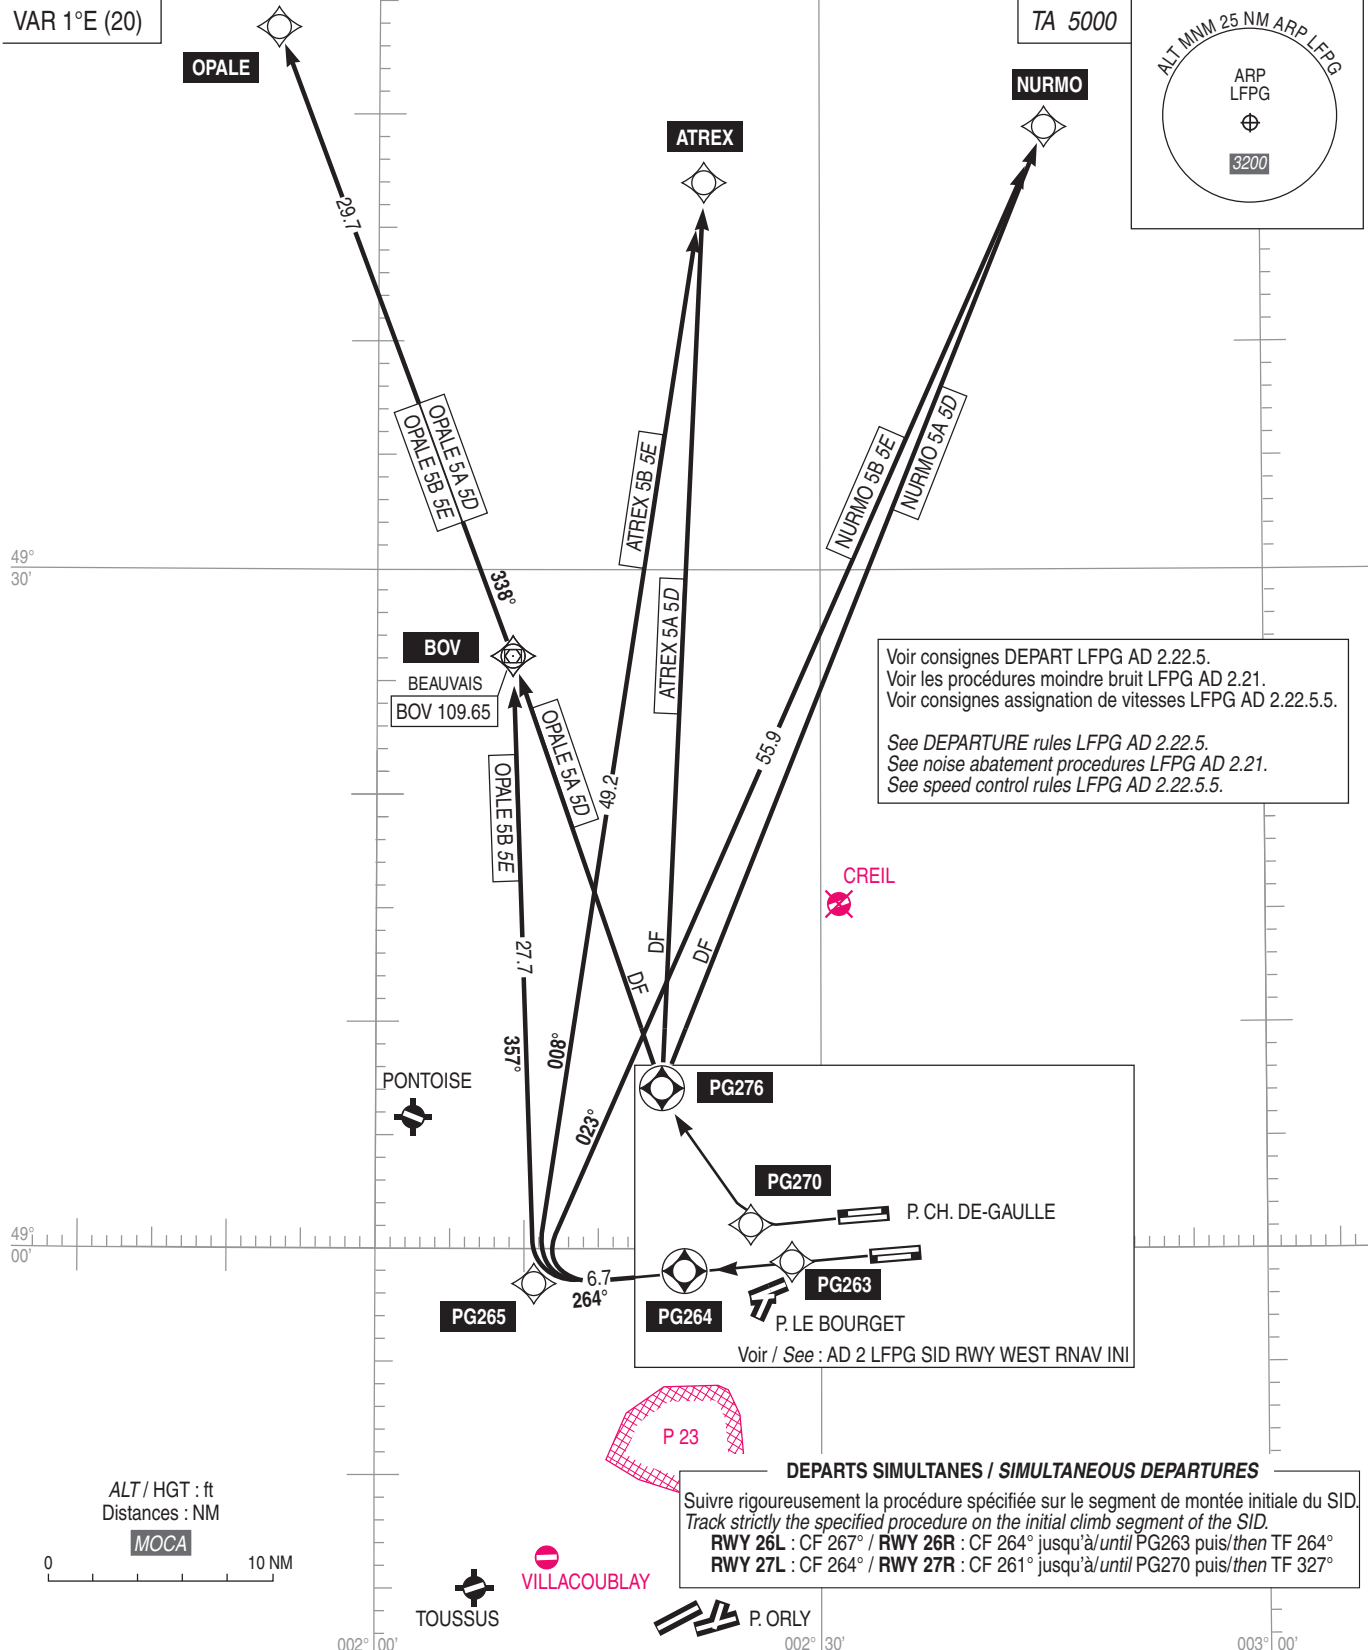 VAR 1°E (20)
TA 5000
ALT MNM 25 NM ARP LFPG
ARP
LFPG
3200
OPALE
ATREX
NURMO
29.7
OPALE 5A 5D
OPALE 5B 5E
ATREX 5B 5E
NURMO 5B 5E
NURMO 5A 5D
49°
30'
338°
ATREX 5A 5D
BOV
BEAUVAIS
BOV 109.65
Voir consignes DEPART LFPG AD 2.22.5.
Voir les procédures moindre bruit LFPG AD 2.21.
Voir consignes assignation de vitesses LFPG AD 2.22.5.5.
See DEPARTURE rules LFPG AD 2.22.5.
See noise abatement procedures LFPG AD 2.21.
See speed control rules LFPG AD 2.22.5.5.
OPALE 5A 5D
OPALE 5B 5E
49.2
55.9
CREIL
27.7
DF
DF
DF
357°
008°
023°
PONTOISE
PG276
PG270
P. CH. DE-GAULLE
49°
00'
6.7
264°
PG265
PG264
PG263
P. LE BOURGET
Voir / See : AD 2 LFPG SID RWY WEST RNAV INI
P 23
DEPARTS SIMULTANES / SIMULTANEOUS DEPARTURES
Suivre rigoureusement la procédure spécifiée sur le segment de montée initiale du SID.
Track strictly the specified procedure on the initial climb segment of the SID.
RWY 26L : CF 267° / RWY 26R : CF 264° jusqu'à/until PG263 puis/then TF 264°
RWY 27L : CF 264° / RWY 27R : CF 261° jusqu'à/until PG270 puis/then TF 327°
ALT / HGT : ft
Distances : NM
MOCA
0 10 NM
VILLACOUBLAY
TOUSSUS
P. ORLY
002° 00'
002° 30'
003° 00'